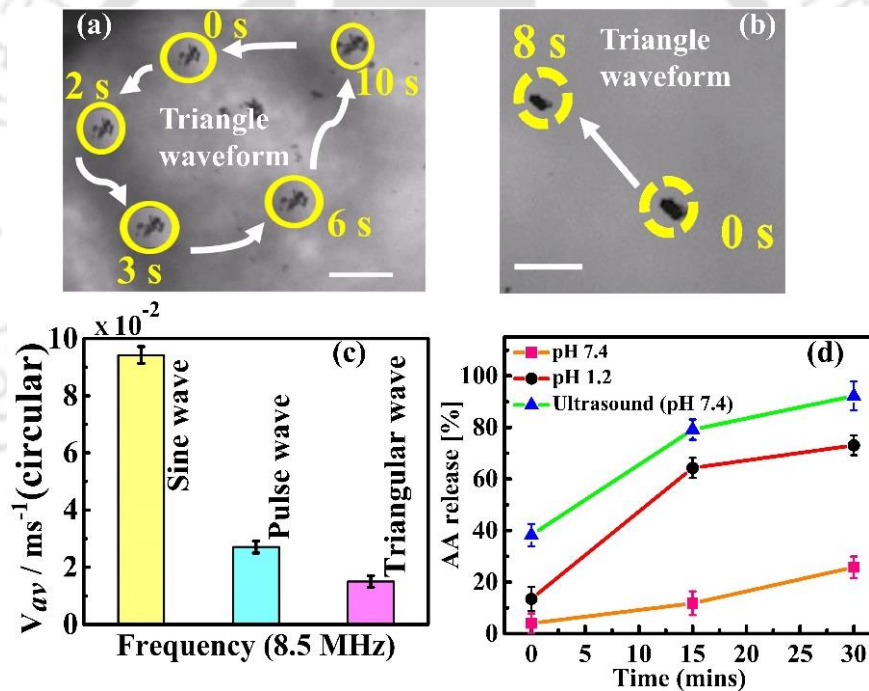 (a)
0 s
2 s
10 s
Triangle
waveform
6 s
3 s
(b)
8 s
Triangle
waveform
0 s
x 10⁻²
(c)
V_av / ms⁻¹(circular)
10
8
6
4
2
0
Sine wave
Pulse wave
Triangular wave
Frequency (8.5 MHz)
(d)
pH 7.4
pH 1.2
Ultrasound (pH 7.4)
AA release [%]
100
80
60
40
20
0
0 5 10 15 20 25 30
Time (mins)